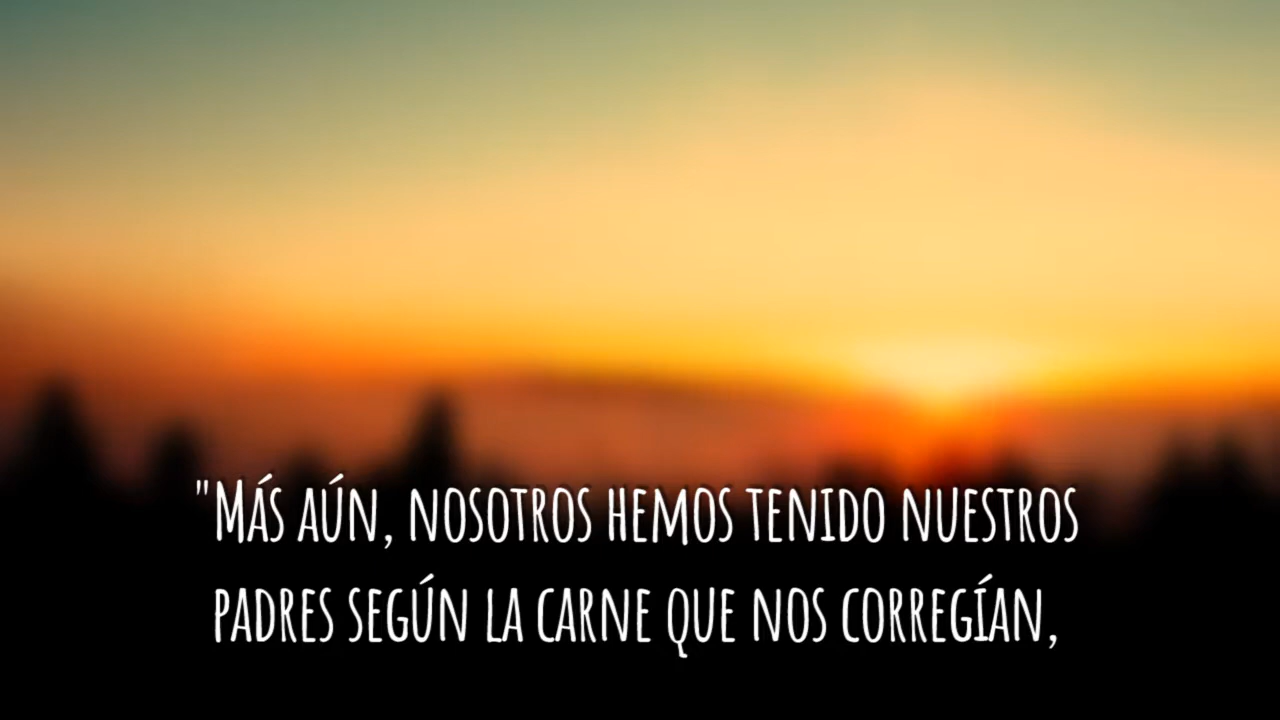 "Más aún, nosotros hemos tenido nuestros
padres según la carne que nos corregían,